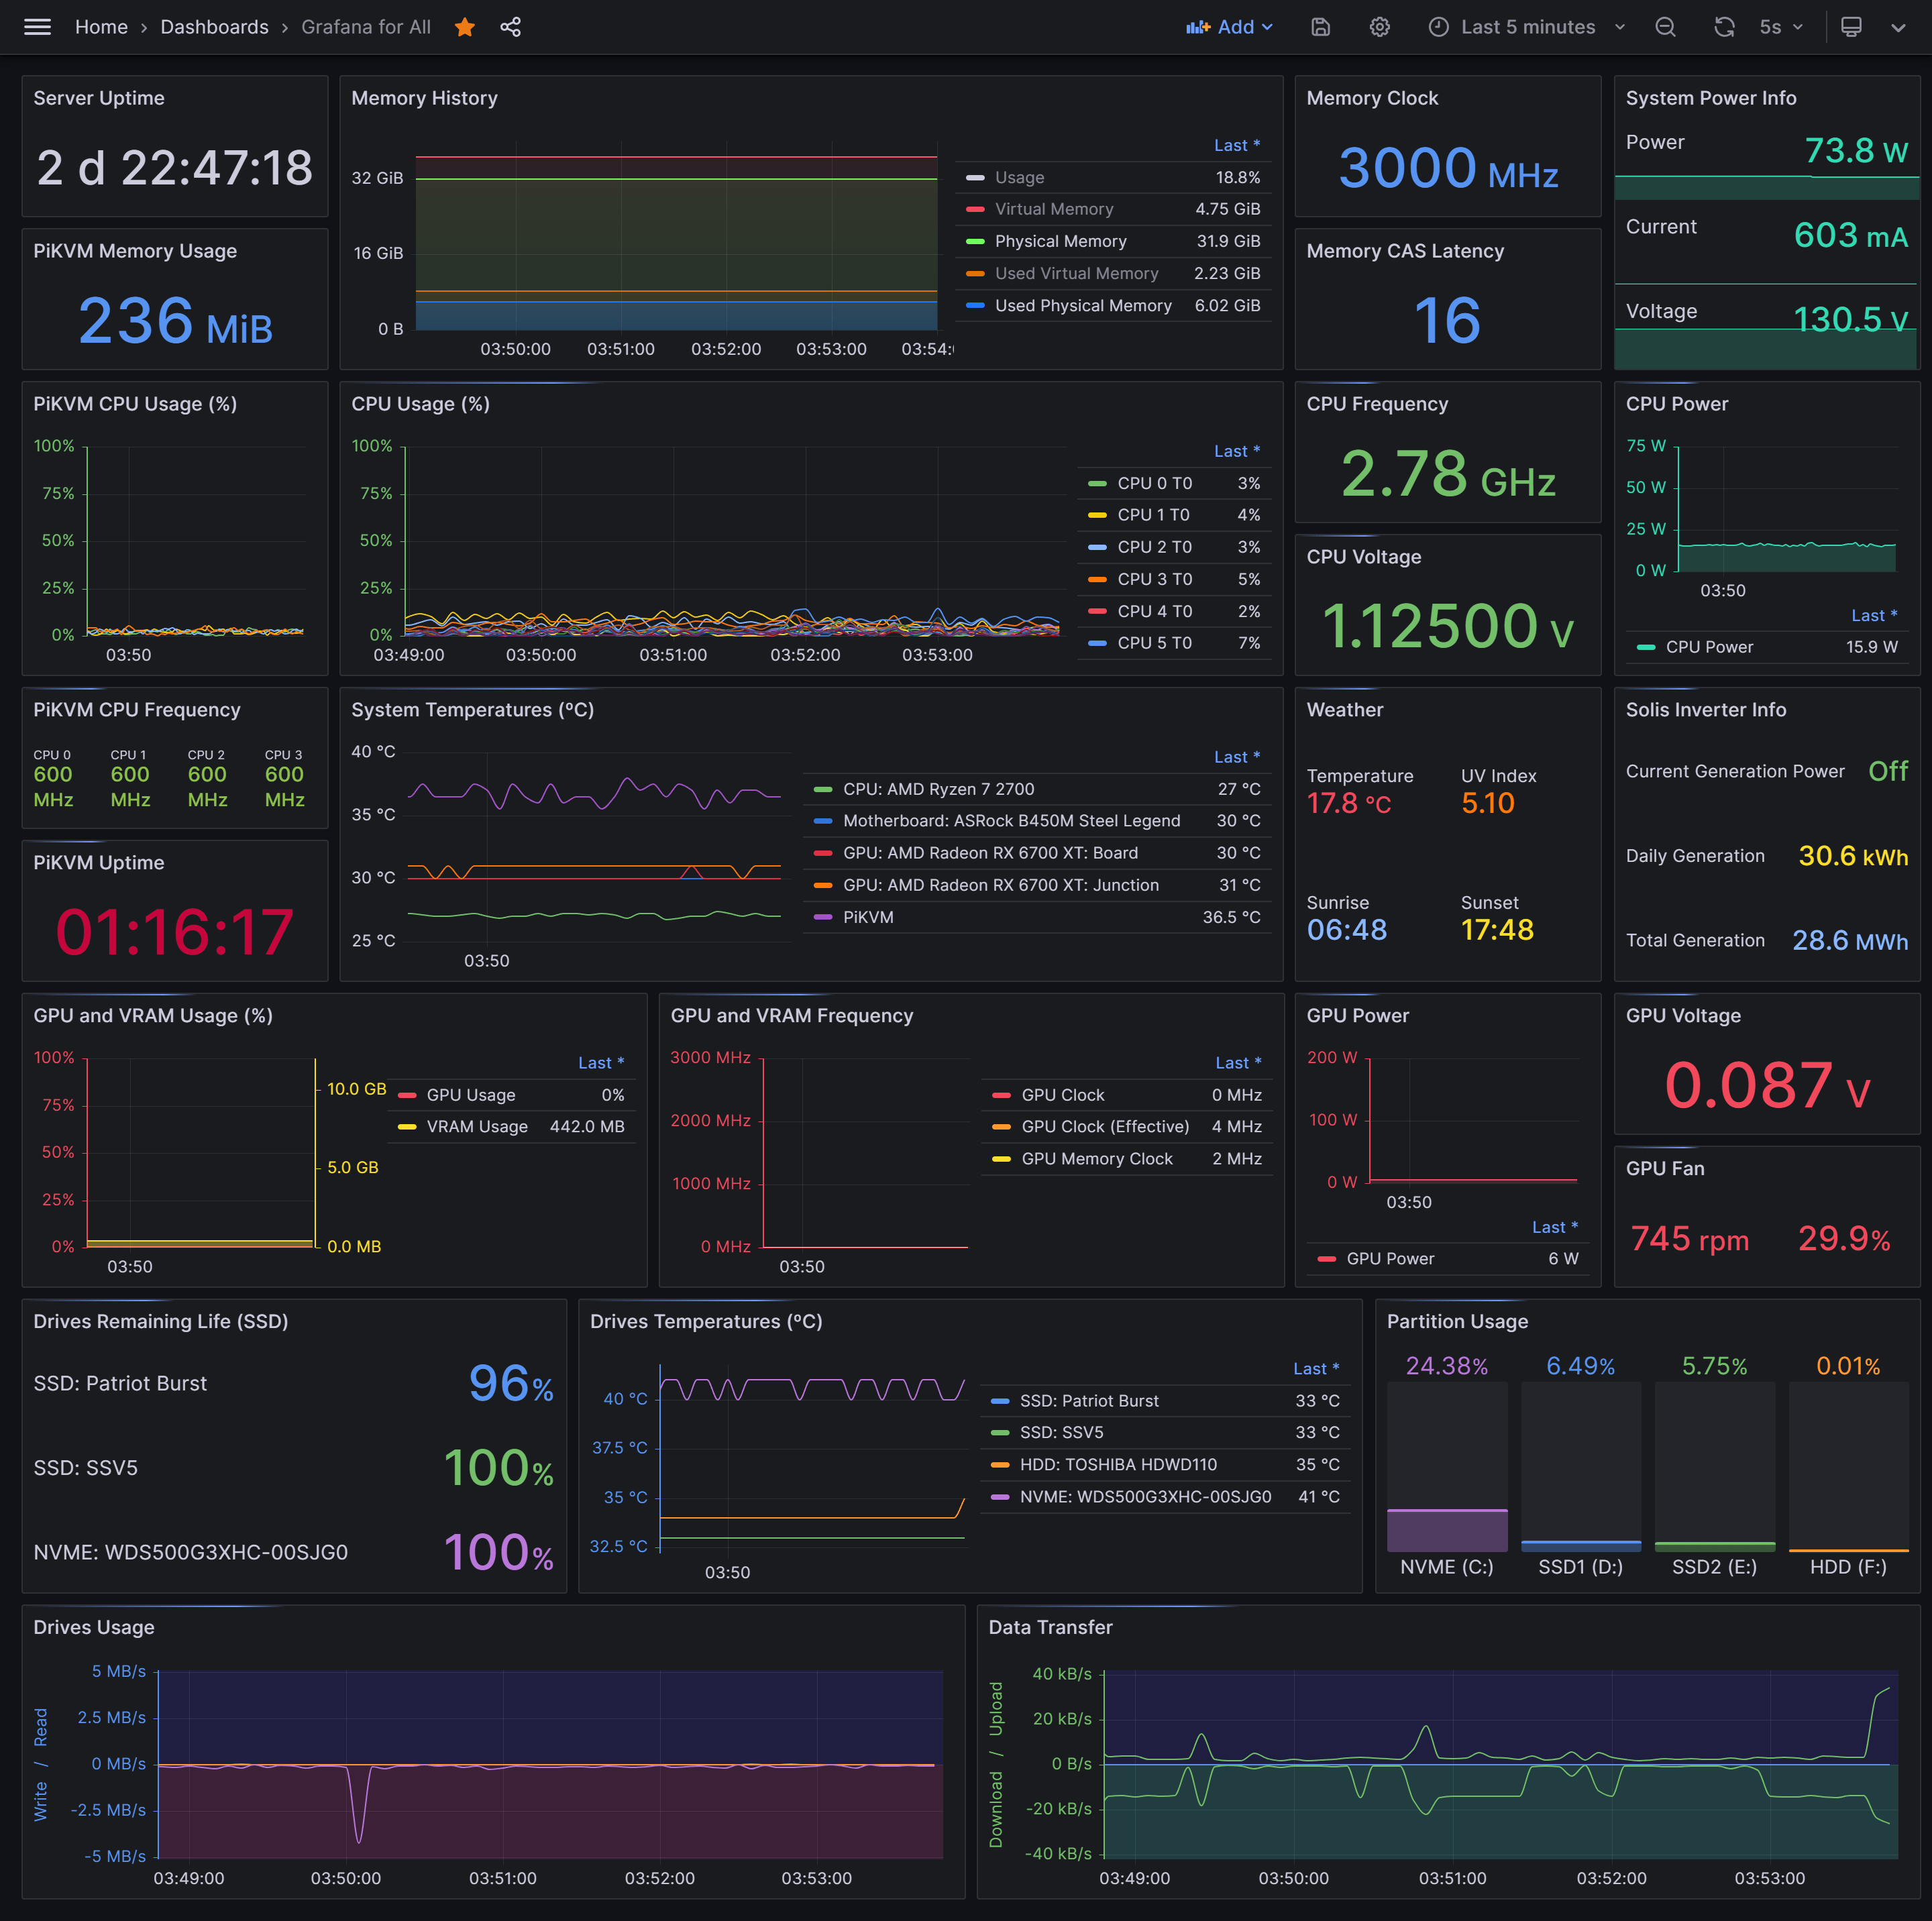 Home › Dashboards › Grafana for All
Add
Last 5 minutes
5s
Server Uptime
2 d 22:47:18
PiKVM Memory Usage
236 MiB
Memory History
32 GiB
16 GiB
0 B
03:50:00 03:51:00 03:52:00 03:53:00 03:54:
Last *
Usage 18.8%
Virtual Memory 4.75 GiB
Physical Memory 31.9 GiB
Used Virtual Memory 2.23 GiB
Used Physical Memory 6.02 GiB
Memory Clock
3000 MHz
Memory CAS Latency
16
System Power Info
Power 73.8 W
Current 603 mA
Voltage 130.5 V
PiKVM CPU Usage (%)
100%
75%
50%
25%
0%
03:50
CPU Usage (%)
100%
75%
50%
25%
0%
03:49:00 03:50:00 03:51:00 03:52:00 03:53:00
Last *
CPU 0 T0 3%
CPU 1 T0 4%
CPU 2 T0 3%
CPU 3 T0 5%
CPU 4 T0 2%
CPU 5 T0 7%
CPU Frequency
2.78 GHz
CPU Voltage
1.12500 V
CPU Power
75 W
50 W
25 W
0 W
03:50
Last *
CPU Power 15.9 W
PiKVM CPU Frequency
CPU 0 CPU 1 CPU 2 CPU 3
600 600 600 600
MHz MHz MHz MHz
PiKVM Uptime
01:16:17
System Temperatures (ºC)
40 °C
35 °C
30 °C
25 °C
03:50
Last *
CPU: AMD Ryzen 7 2700 27 °C
Motherboard: ASRock B450M Steel Legend 30 °C
GPU: AMD Radeon RX 6700 XT: Board 30 °C
GPU: AMD Radeon RX 6700 XT: Junction 31 °C
PiKVM 36.5 °C
Weather
Temperature UV Index
17.8 °C 5.10
Sunrise Sunset
06:48 17:48
Solis Inverter Info
Current Generation Power Off
Daily Generation 30.6 kWh
Total Generation 28.6 MWh
GPU and VRAM Usage (%)
100%
75%
50%
25%
0%
10.0 GB
5.0 GB
0.0 MB
03:50
Last *
GPU Usage 0%
VRAM Usage 442.0 MB
GPU and VRAM Frequency
3000 MHz
2000 MHz
1000 MHz
0 MHz
03:50
Last *
GPU Clock 0 MHz
GPU Clock (Effective) 4 MHz
GPU Memory Clock 2 MHz
GPU Power
200 W
100 W
0 W
03:50
Last *
GPU Power 6 W
GPU Voltage
0.087 V
GPU Fan
745 rpm 29.9%
Drives Remaining Life (SSD)
SSD: Patriot Burst 96%
SSD: SSV5 100%
NVME: WDS500G3XHC-00SJG0 100%
Drives Temperatures (ºC)
40 °C
37.5 °C
35 °C
32.5 °C
03:50
Last *
SSD: Patriot Burst 33 °C
SSD: SSV5 33 °C
HDD: TOSHIBA HDWD110 35 °C
NVME: WDS500G3XHC-00SJG0 41 °C
Partition Usage
24.38% 6.49% 5.75% 0.01%
NVME (C:) SSD1 (D:) SSD2 (E:) HDD (F:)
Drives Usage
Write / Read
5 MB/s
2.5 MB/s
0 MB/s
-2.5 MB/s
-5 MB/s
03:49:00 03:50:00 03:51:00 03:52:00 03:53:00
Data Transfer
Download / Upload
40 kB/s
20 kB/s
0 B/s
-20 kB/s
-40 kB/s
03:49:00 03:50:00 03:51:00 03:52:00 03:53:00